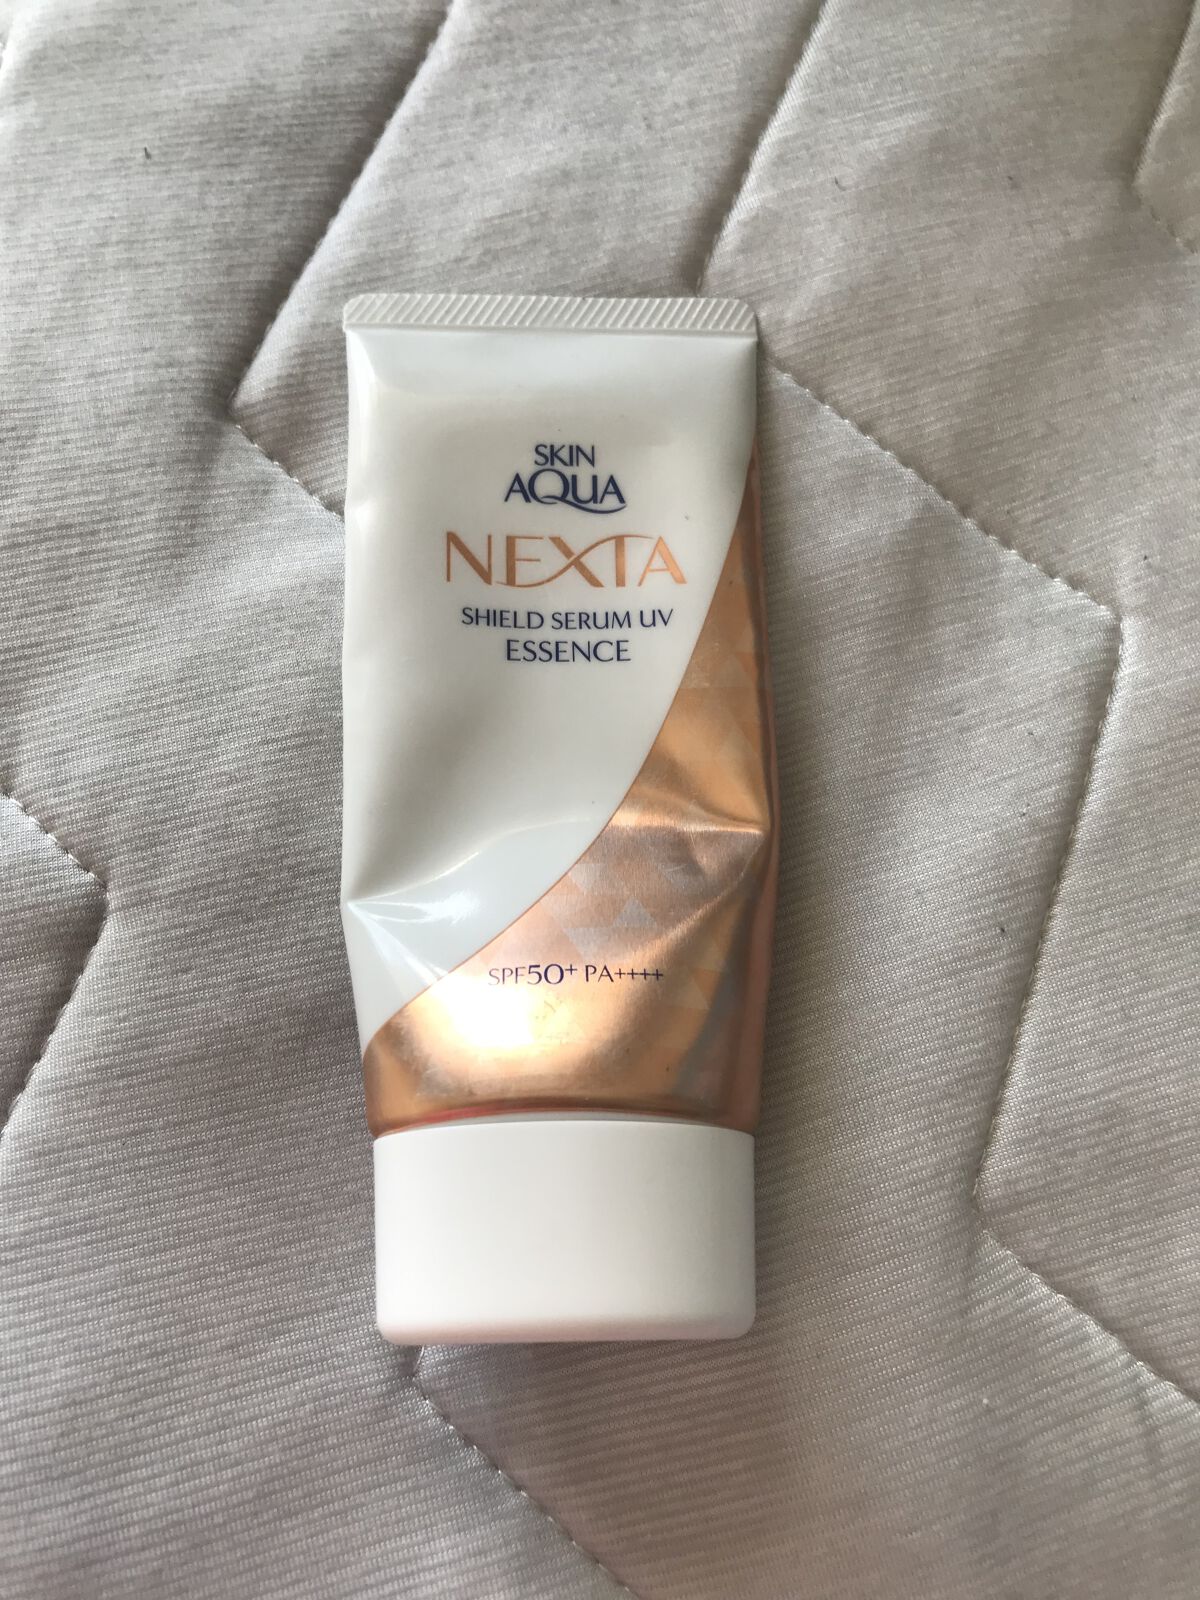 SKIN
AQUA
NEXTA
SHIELD SERUM UV
ESSENCE
SPF50+ PA++++